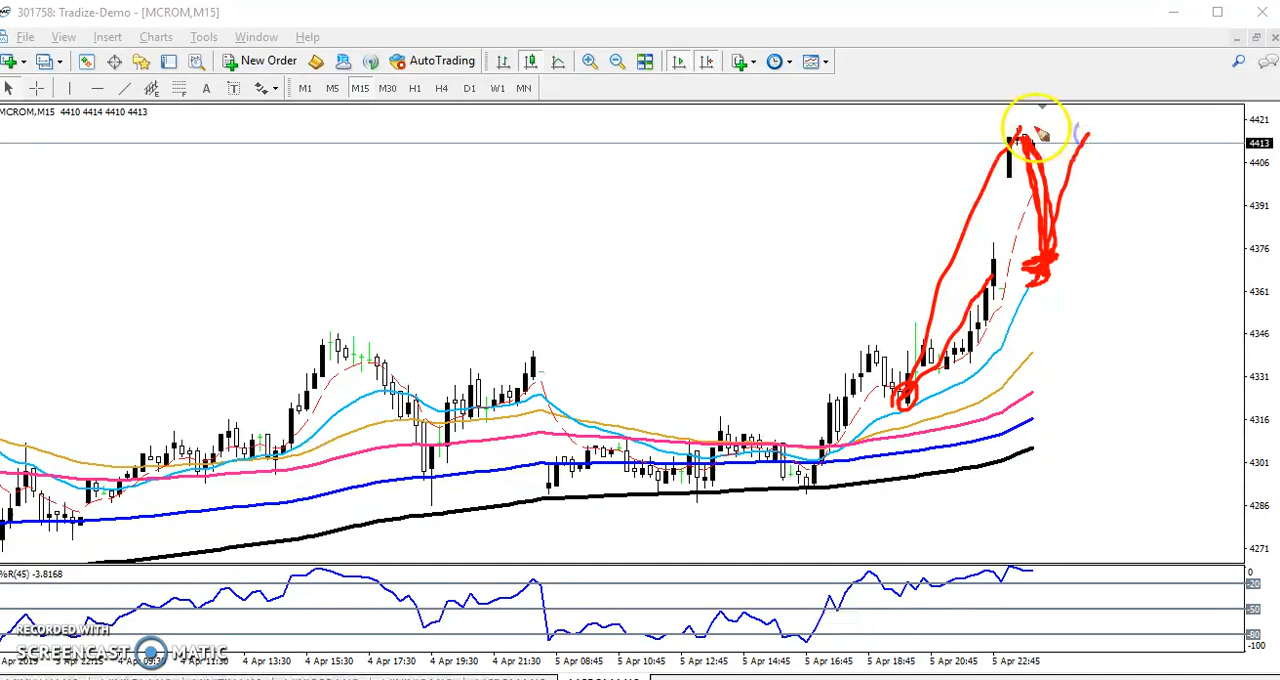 301758: Tradize-Demo - [MCROM,M15]
File View Insert Charts Tools Window Help
New Order AutoTrading
A T M1 M5 M15 M30 H1 H4 D1 W1 MN
MCROM,M15 4410 4414 4410 4413
4421
4413
4406
4391
4376
4361
4346
4331
4316
4301
4286
4271
%R(45) -3.8168
0
-20
-50
-80
-100
RECORDED WITH
SCREENCAST MATIC
Apr 2019 4 Apr 09:30 4 Apr 11:30 4 Apr 13:30 4 Apr 15:30 4 Apr 17:30 4 Apr 19:30 4 Apr 21:30 5 Apr 08:45 5 Apr 10:45 5 Apr 12:45 5 Apr 14:45 5 Apr 16:45 5 Apr 18:45 5 Apr 20:45 5 Apr 22:45